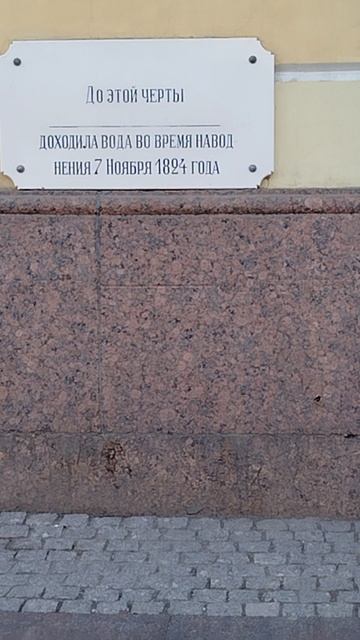 До этой черты
доходила вода во время навод
нения 7 Ноября 1824 года